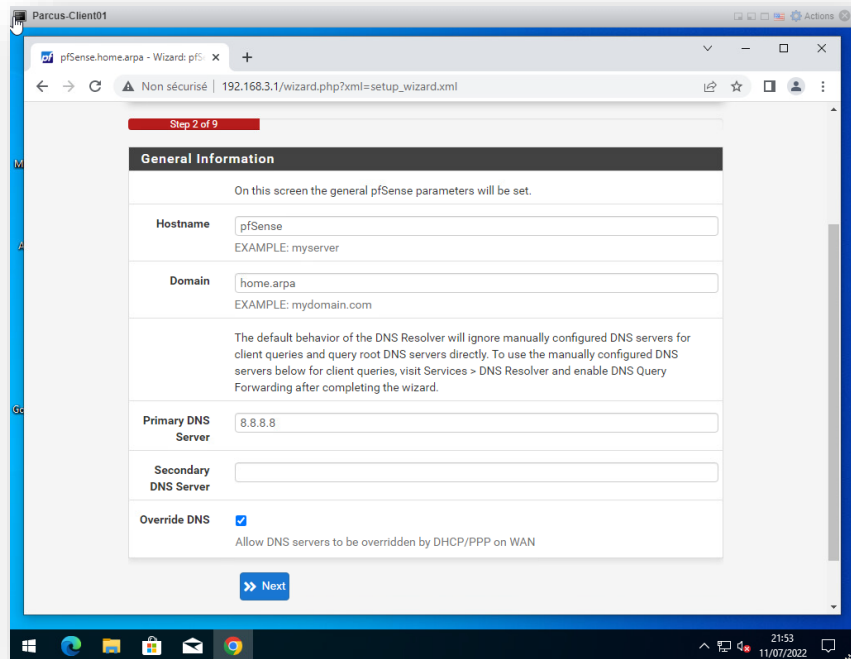 Parcus-Client01
Actions
pfSense.home.arpa - Wizard: pfS
Non sécurisé
192.168.3.1/wizard.php?xml=setup_wizard.xml
Step 2 of 9
General Information
On this screen the general pfSense parameters will be set.
Hostname
pfSense
EXAMPLE: myserver
Domain
home.arpa
EXAMPLE: mydomain.com
The default behavior of the DNS Resolver will ignore manually configured DNS servers for
client queries and query root DNS servers directly. To use the manually configured DNS
servers below for client queries, visit Services > DNS Resolver and enable DNS Query
Forwarding after completing the wizard.
Primary DNS
Server
8.8.8.8
Secondary
DNS Server
Override DNS
Allow DNS servers to be overridden by DHCP/PPP on WAN
Next
21:53
11/07/2022